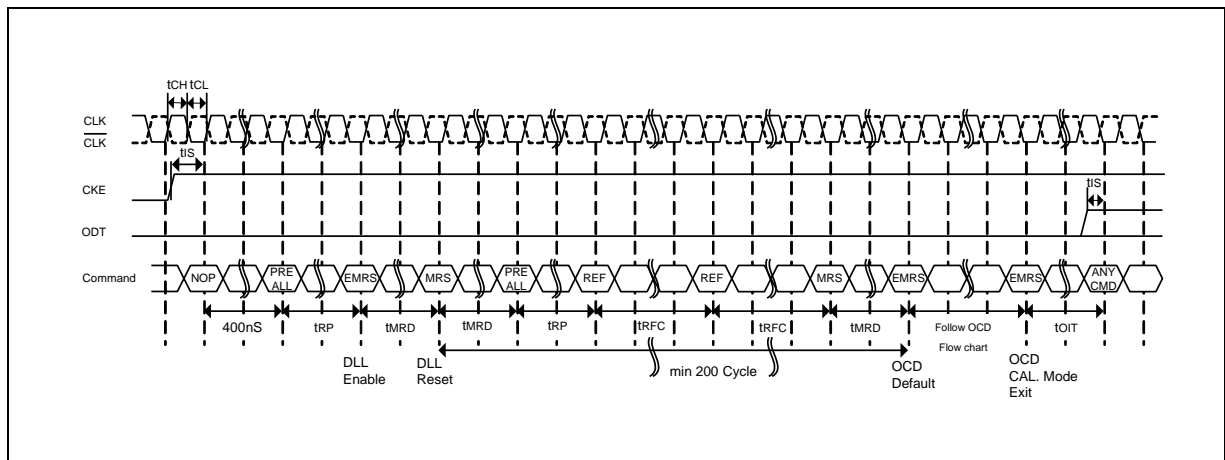 tCH tCL
CLK
CLK
tIS
CKE
tIS
ODT
Command
NOP
PRE ALL
EMRS
MRS
PRE ALL
REF
REF
MRS
EMRS
EMRS
ANY CMD
400nS
tRP
tMRD
tMRD
tRP
tRFC
tRFC
tMRD
Follow OCD
Flow chart
tOIT
DLL
Enable
DLL
Reset
min 200 Cycle
OCD
Default
OCD
CAL. Mode
Exit